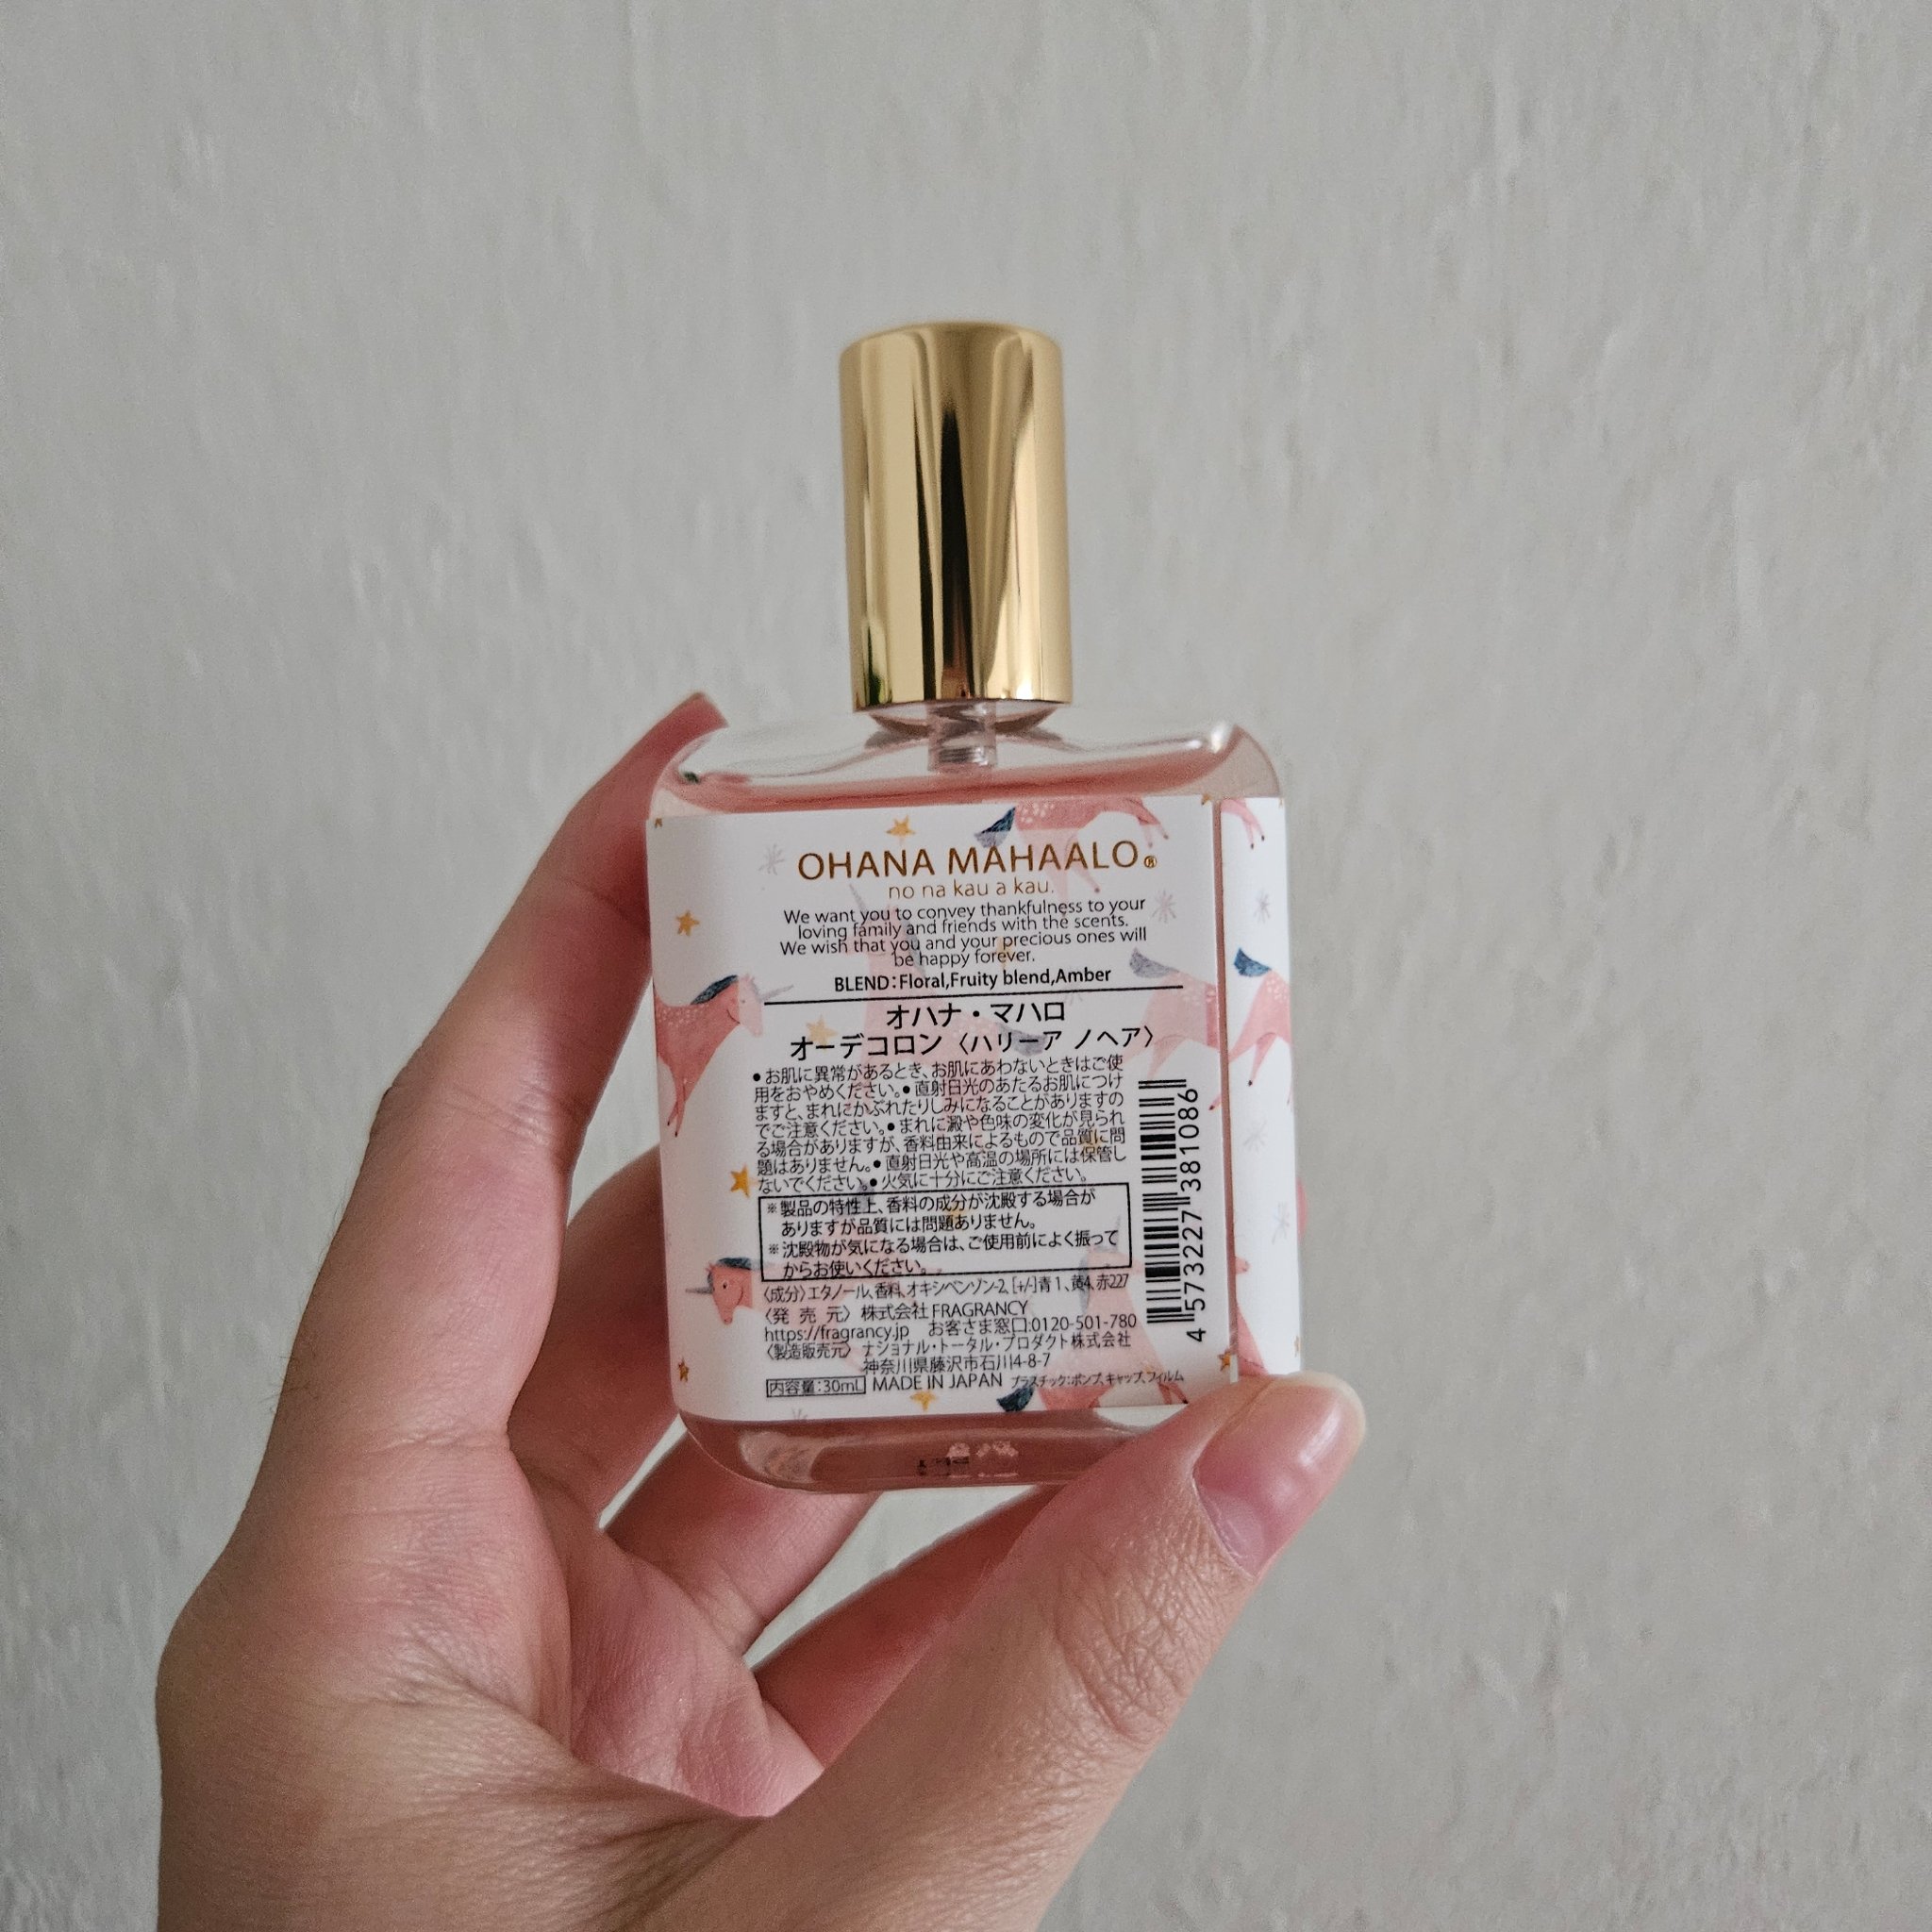 OHANA MAHAALO®
no na kau a kau.
We want you to convey thankfulness to your
loving family and friends with the scents.
We wish that you and your precious ones will
be happy forever.
BLEND:Floral,Fruity blend,Amber
オハナ・マハロ
オーデコロン〈ハリーア ノヘア〉
●お肌に異常があるとき、お肌にあわないときはご使
用をおやめください。●直射日光のあたるお肌につけ
ますと、まれにかぶれたりしみになることがありますの
でご注意ください。●まれに澱や色味の変化が見られ
る場合がありますが、香料由来によるもので品質に問
題はありません。●直射日光や高温の場所には保管し
ないでください。●火気に十分にご注意ください。
※製品の特性上、香料の成分が沈殿する場合が
ありますが品質には問題ありません。
※沈殿物が気になる場合は、ご使用前によく振って
からお使いください。
〈成分〉エタノール、香料、オキシベンゾン-2、[+/-]青1、黄4、赤227
〈発売元〉株式会社FRAGRANCY
https://fragrancy.jp お客さま窓口:0120-501-780
〈製造販売元〉ナショナル・トータル・プロダクト株式会社
神奈川県藤沢市石川4-8-7
内容量:30mL MADE IN JAPAN プラスチック:ポンプ、キャップ、フィルム
4 573227 381086